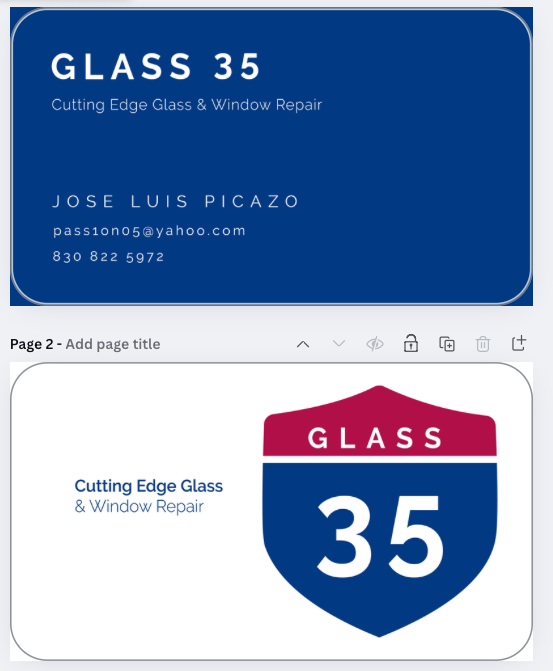 GLASS 35
Cutting Edge Glass & Window Repair
JOSE LUIS PICAZO
pass1on05@yahoo.com
830 822 5972
Page 2 - Add page title
GLASS
35
Cutting Edge Glass
& Window Repair